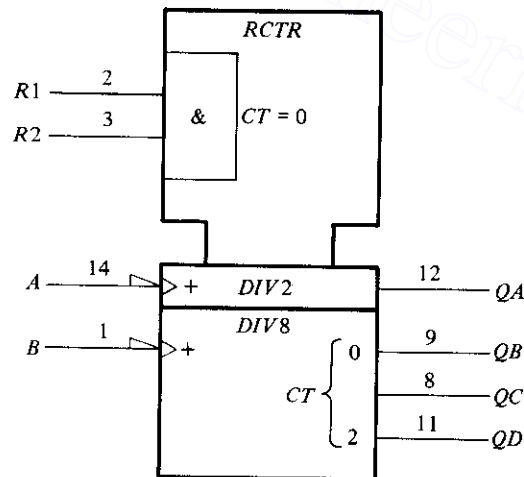 RCTR
R1 2
R2 3
& CT = 0
A 14 + DIV2 12 QA
DIV8
B 1 + 0 9 QB
CT 8 QC
2 11 QD